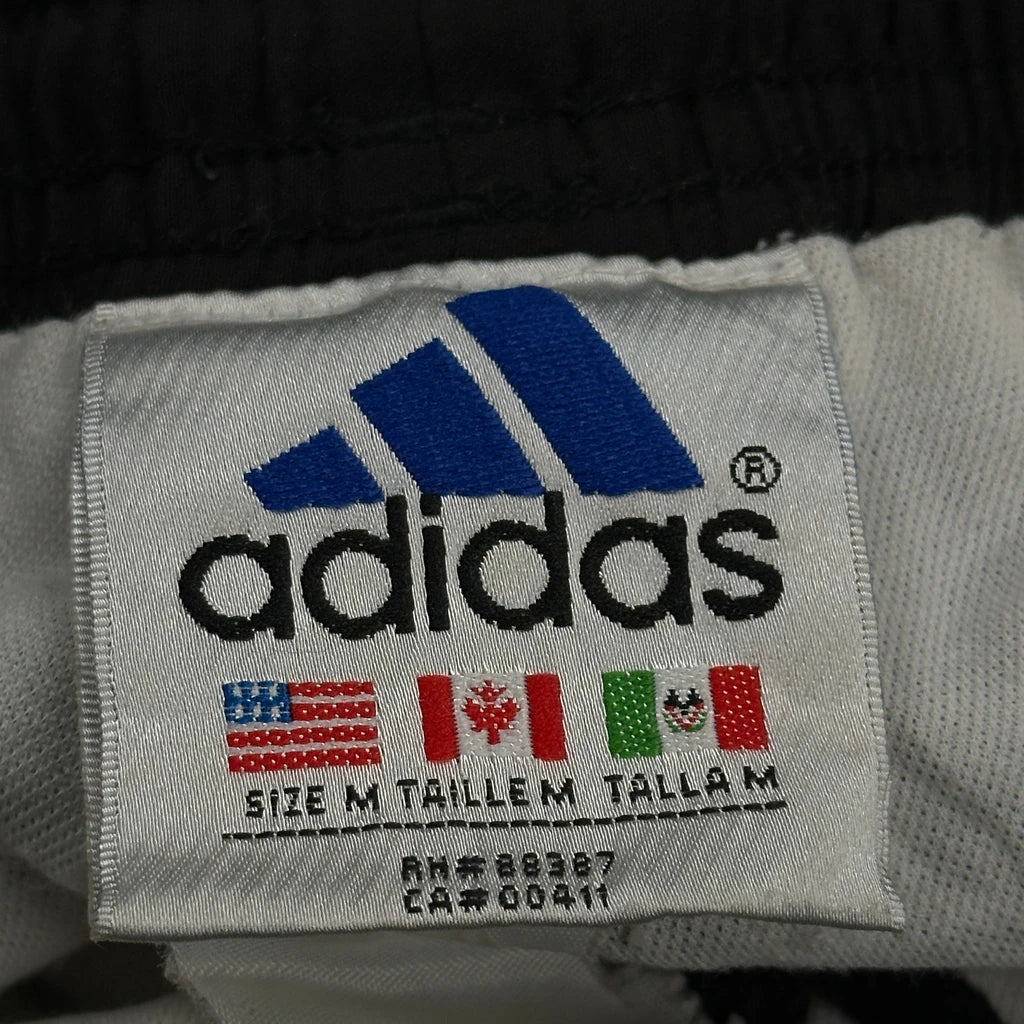 adidas®
SIZE M TAILLE M TALLA M
RN# 88387
CA# 00411